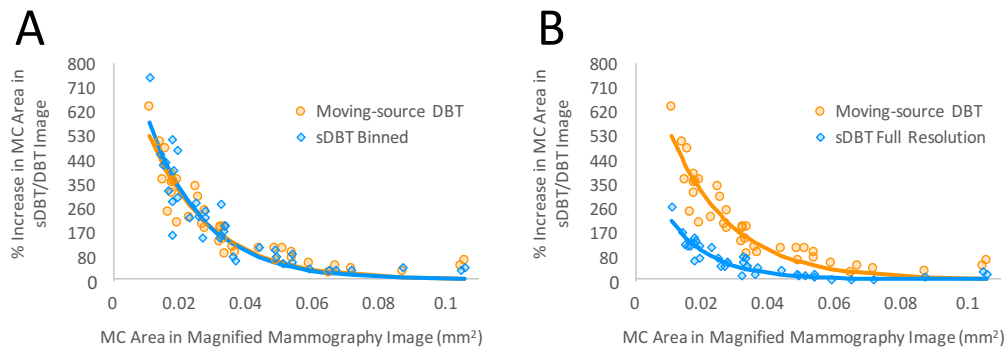 A
% Increase in MC Area in
sDBT/DBT Image
800
710
620
530
440
350
260
170
80
0
Moving-source DBT
sDBT Binned
0
0.02
0.04
0.06
0.08
0.1
MC Area in Magnified Mammography Image (mm²)
B
% Increase in MC Area in
sDBT/DBT Image
800
710
620
530
440
350
260
170
80
0
Moving-source DBT
sDBT Full Resolution
0
0.02
0.04
0.06
0.08
0.1
MC Area in Magnified Mammography Image (mm²)